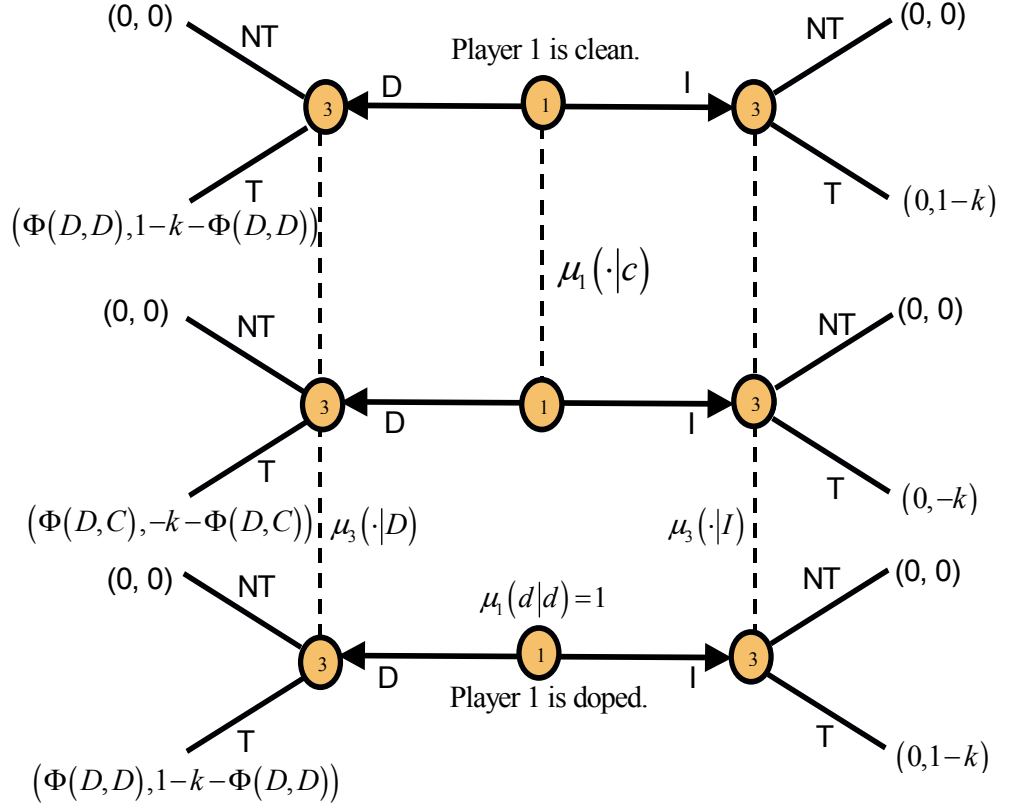 (0, 0)
(0, 0)
NT
NT
Player 1 is clean.
D
I
3
1
3
T
T
(Φ(D,D),1−k−Φ(D,D))
(0,1−k)
μ₁(·|c)
(0, 0)
(0, 0)
NT
NT
3
1
3
D
I
T
T
(Φ(D,C),−k−Φ(D,C))
μ₃(·|D)
μ₃(·|I)
(0,−k)
(0, 0)
(0, 0)
NT
NT
μ₁(d|d)=1
3
1
3
D
I
Player 1 is doped.
T
T
(Φ(D,D),1−k−Φ(D,D))
(0,1−k)